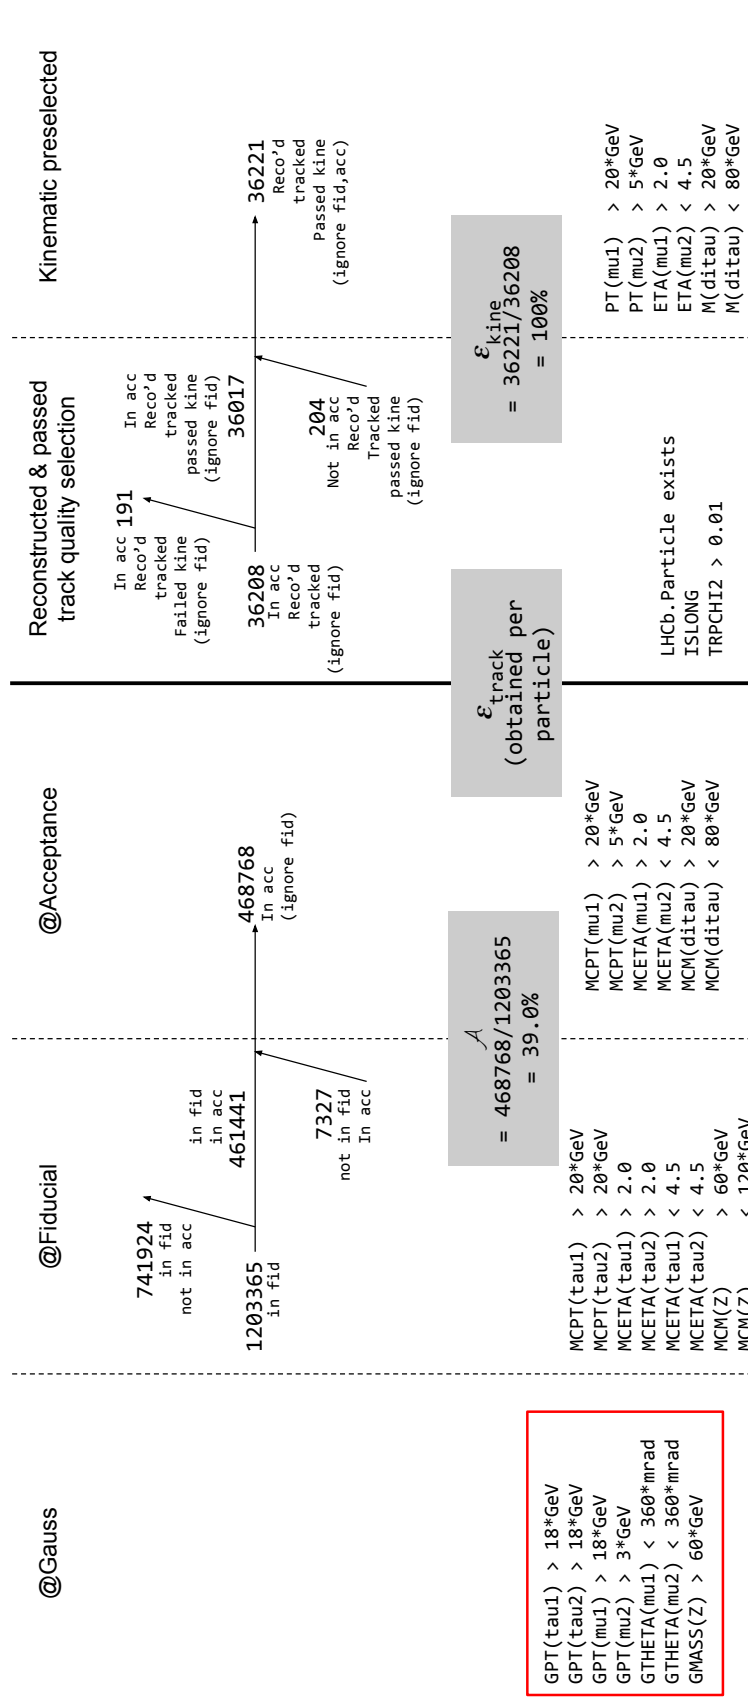 @Gauss
@Fiducial
@Acceptance
Reconstructed & passed
track quality selection
Kinematic preselected
741924
in fid
not in acc
1203365
in fid
in fid
in acc
461441
7327
not in fid
In acc
468768
In acc
(ignore fid)
In acc 191
Reco'd
tracked
Failed kine
(ignore fid)
36208
In acc
Reco'd
tracked
(ignore fid)
In acc
Reco'd
tracked
passed kine
(ignore fid)
36017
204
Not in acc
Reco'd
Tracked
passed kine
(ignore fid)
36221
Reco'd
tracked
Passed kine
(ignore fid,acc)
𝒜
= 468768/1203365
= 39.0%
ε track
(obtained per
particle)
ε kine
= 36221/36208
= 100%
GPT(tau1) > 18*GeV
GPT(tau2) > 18*GeV
GPT(mu1) > 18*GeV
GPT(mu2) > 3*GeV
GTHETA(mu1) < 360*mrad
GTHETA(mu2) < 360*mrad
GMASS(Z) > 60*GeV
MCPT(tau1) > 20*GeV
MCPT(tau2) > 20*GeV
MCETA(tau1) > 2.0
MCETA(tau2) > 2.0
MCETA(tau1) < 4.5
MCETA(tau2) < 4.5
MCM(Z) > 60*GeV
MCM(Z) < 120*GeV
MCPT(mu1) > 20*GeV
MCPT(mu2) > 5*GeV
MCETA(mu1) > 2.0
MCETA(mu2) < 4.5
MCM(ditau) > 20*GeV
MCM(ditau) < 80*GeV
LHCb.Particle exists
ISLONG
TRPCHI2 > 0.01
PT(mu1) > 20*GeV
PT(mu2) > 5*GeV
ETA(mu1) > 2.0
ETA(mu2) < 4.5
M(ditau) > 20*GeV
M(ditau) < 80*GeV